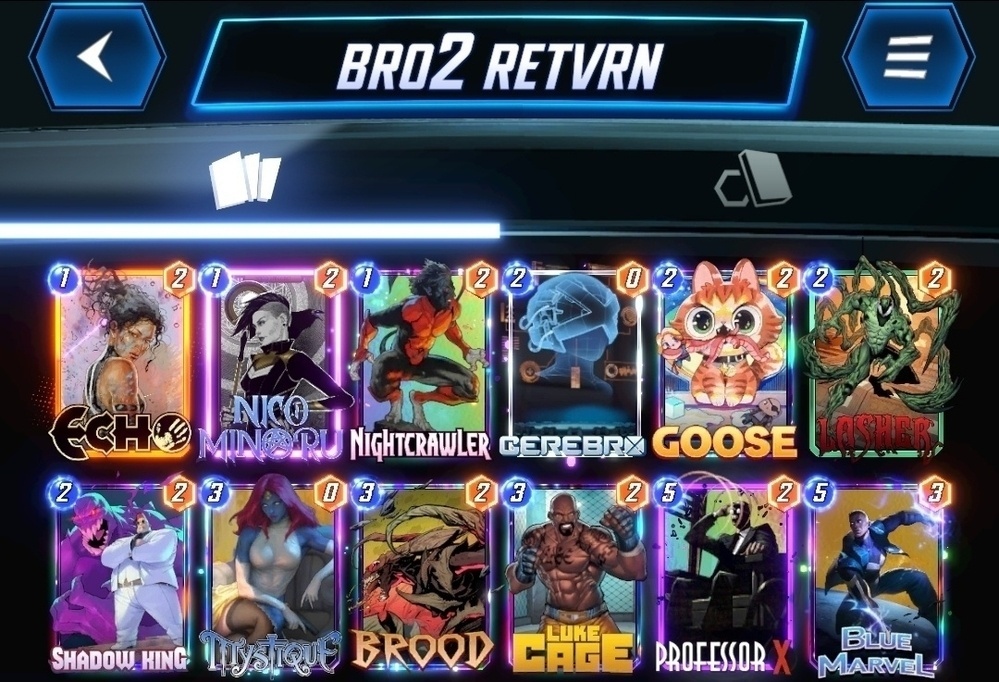 BRO2 RETVRN
1 2 1 2 1 2 2 0 2 2 2 2
ECHO NICO MINORU NIGHTCRAWLER CEREBRO GOOSE LASHER
2 2 3 0 3 2 3 2 5 2 5 3
SHADOW KING MYSTIQUE BROOD LUKE CAGE PROFESSOR X BLUE MARVEL